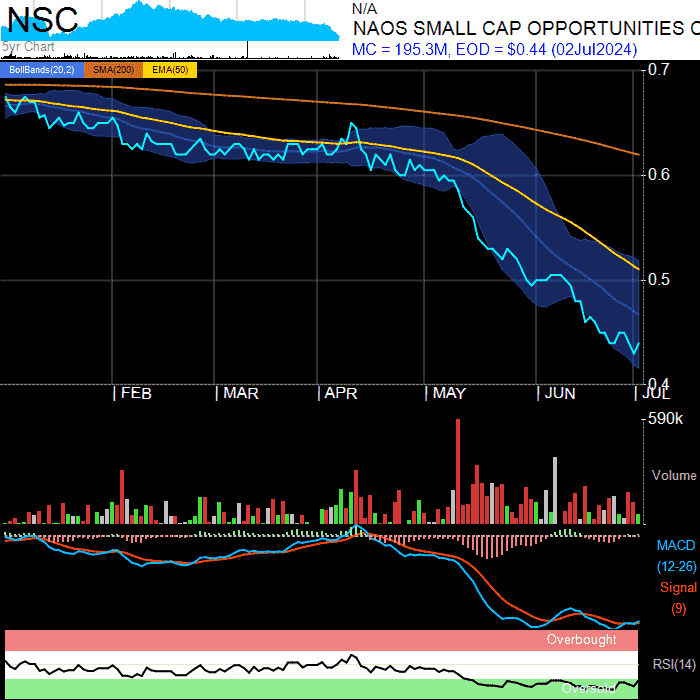 NSC
5yr Chart
N/A
NAOS SMALL CAP OPPORTUNITIES C
MC = 195.3M, EOD = $0.44 (02Jul2024)
BollBands(20,2) SMA(200) EMA(50)
0.7
0.6
0.5
0.4
| FEB | MAR | APR | MAY | JUN | JUL
590k
Volume
MACD
(12-26)
Signal
(9)
Overbought
RSI(14)
Oversold